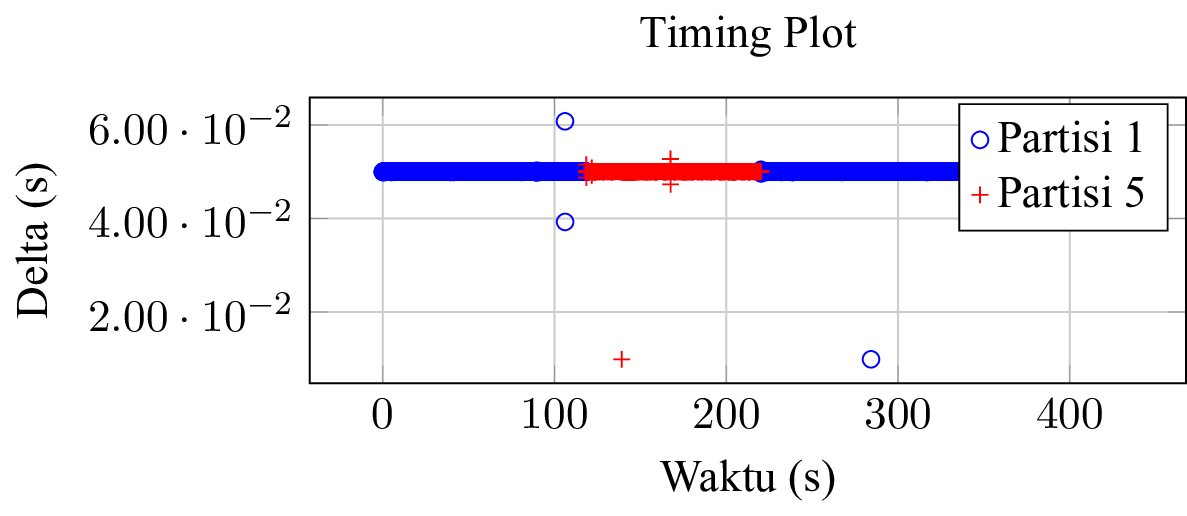 Timing Plot
6.00 · 10⁻²
4.00 · 10⁻²
2.00 · 10⁻²
Delta (s)
Partisi 1
Partisi 5
0 100 200 300 400
Waktu (s)